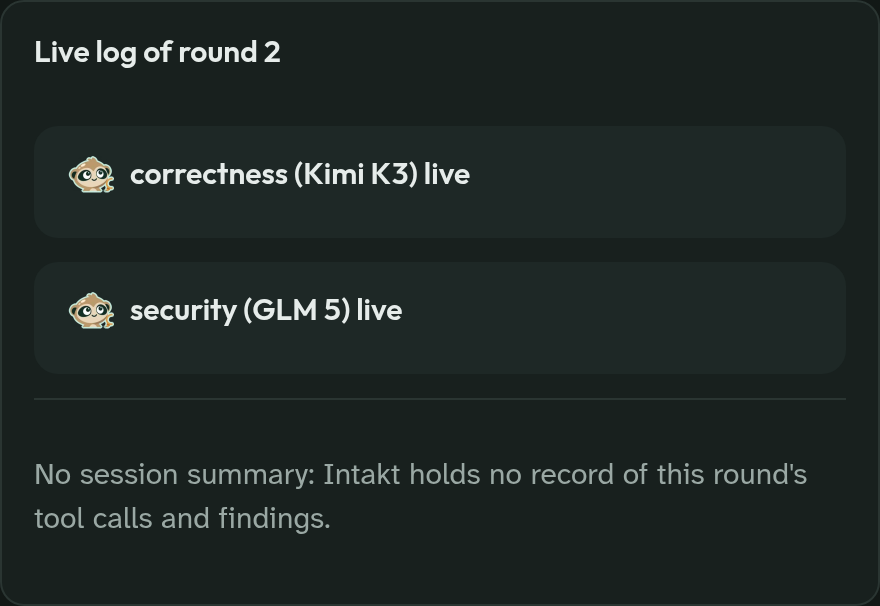 Live log of round 2
correctness (Kimi K3) live
security (GLM 5) live
No session summary: Intakt holds no record of this round's
tool calls and findings.